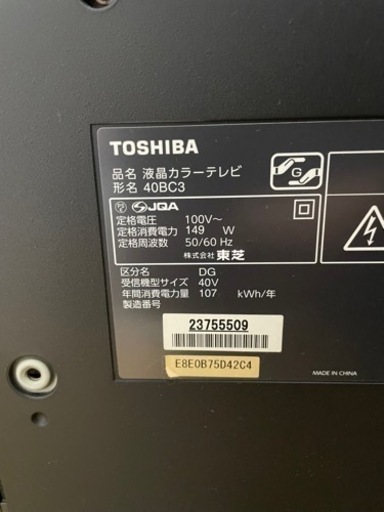 TOSHIBA
品名 液晶カラーテレビ
形名 40BC3
G
JQA
定格電圧 100V~
定格消費電力 149 W
定格周波数 50/60 Hz
株式会社 東芝
区分名 DG
受信機型サイズ 40V
年間消費電力量 107 kWh/年
製造番号
23755509
E8E0B75D42C4
MADE IN CHINA